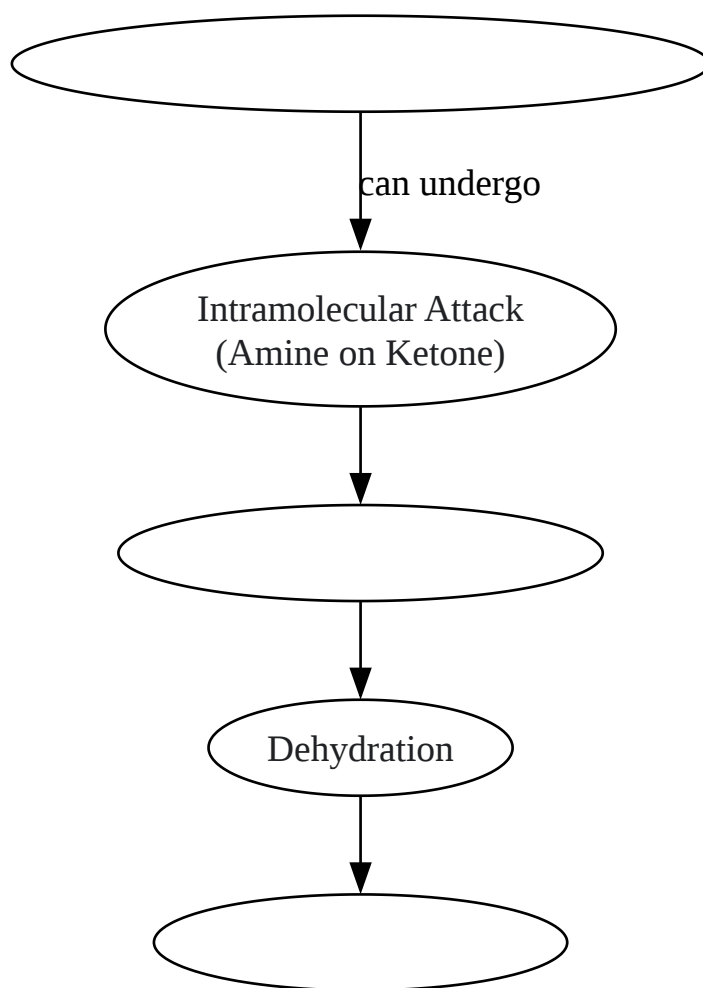 can undergo
Intramolecular Attack
(Amine on Ketone)
Dehydration